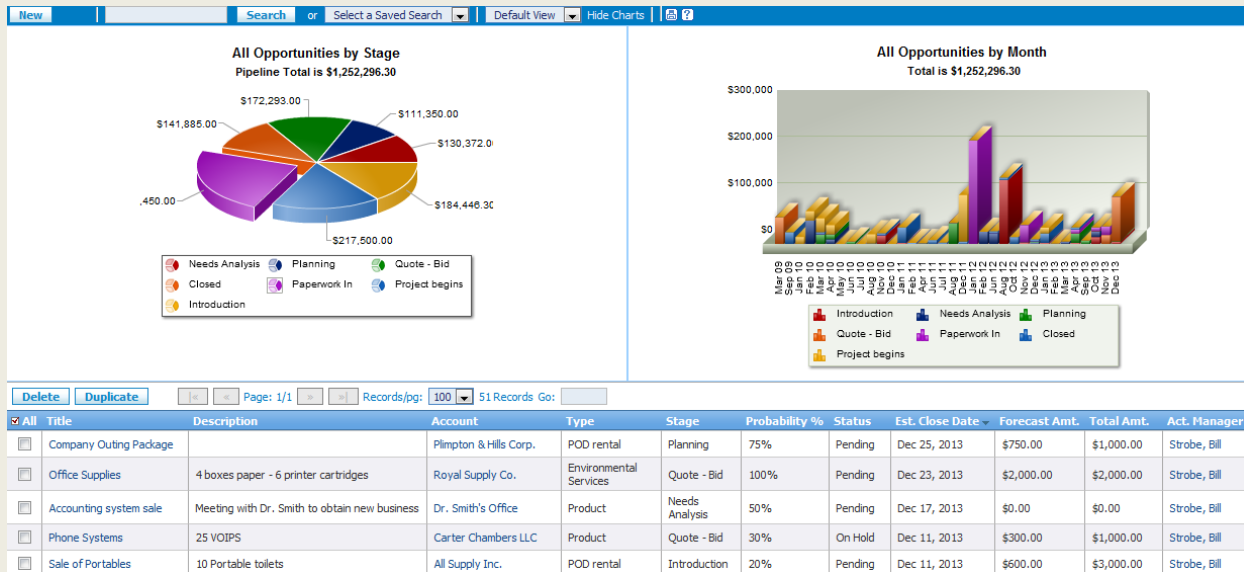 New Search or Select a Saved Search Default View Hide Charts ?
All Opportunities by Stage
Pipeline Total is $1,252,296.30
$172,293.00
$111,350.00
$141,885.00
$130,372.0
,450.00
$184,446.30
$217,500.00
Needs Analysis Planning Quote - Bid
Closed Paperwork In Project begins
Introduction
All Opportunities by Month
Total is $1,252,296.30
$300,000
$200,000
$100,000
$0
Mar 09 Sep 09 Jan 10 Feb 10 Mar 10 Apr 10 May 10 Jun 10 Jul 10 Aug 10 Nov 10 Dec 10 Jan 11 Feb 11 Apr 11 Jun 11 Jul 11 Aug 11 Dec 11 Jan 12 Feb 12 Jun 12 Aug 12 Oct 12 Nov 12 Dec 12 Jan 13 Feb 13 Mar 13 Apr 13 Sep 13 Oct 13 Nov 13 Dec 13
Introduction Needs Analysis Planning
Quote - Bid Paperwork In Closed
Project begins
Delete Duplicate |« « Page: 1/1 » »| Records/pg: 100 51 Records Go:
All Title Description Account Type Stage Probability % Status Est. Close Date Forecast Amt. Total Amt. Act. Manager
Company Outing Package Plimpton & Hills Corp. POD rental Planning 75% Pending Dec 25, 2013 $750.00 $1,000.00 Strobe, Bill
Office Supplies 4 boxes paper - 6 printer cartridges Royal Supply Co. Environmental Services Quote - Bid 100% Pending Dec 23, 2013 $2,000.00 $2,000.00 Strobe, Bill
Accounting system sale Meeting with Dr. Smith to obtain new business Dr. Smith's Office Product Needs Analysis 50% Pending Dec 17, 2013 $0.00 $0.00 Strobe, Bill
Phone Systems 25 VOIPS Carter Chambers LLC Product Quote - Bid 30% On Hold Dec 11, 2013 $300.00 $1,000.00 Strobe, Bill
Sale of Portables 10 Portable toilets All Supply Inc. POD rental Introduction 20% Pending Dec 11, 2013 $600.00 $3,000.00 Strobe, Bill